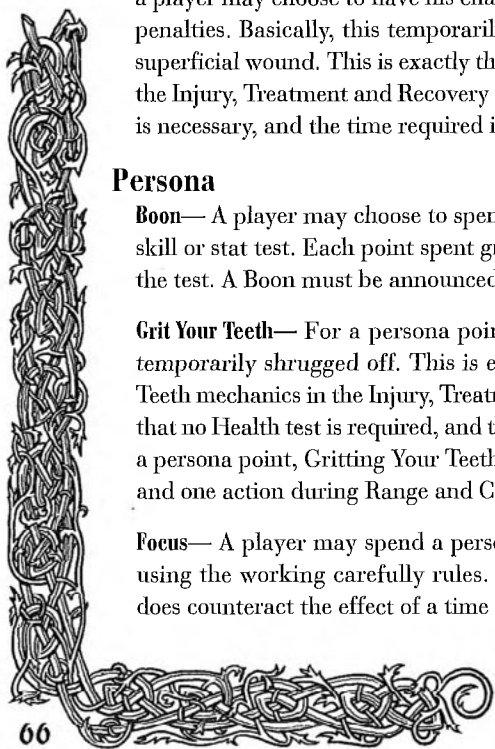 a player may choose to have his cha
penalties. Basically, this temporaril
superficial wound. This is exactly th
the Injury, Treatment and Recovery
is necessary, and the time required i
Persona
Boon— A player may choose to spen
skill or stat test. Each point spent g
the test. A Boon must be announced
Grit Your Teeth— For a persona poin
temporarily shrugged off. This is e
Teeth mechanics in the Injury, Treat
that no Health test is required, and t
a persona point, Gritting Your Teeth
and one action during Range and C
Focus— A player may spend a perso
using the working carefully rules.
does counteract the effect of a time
66